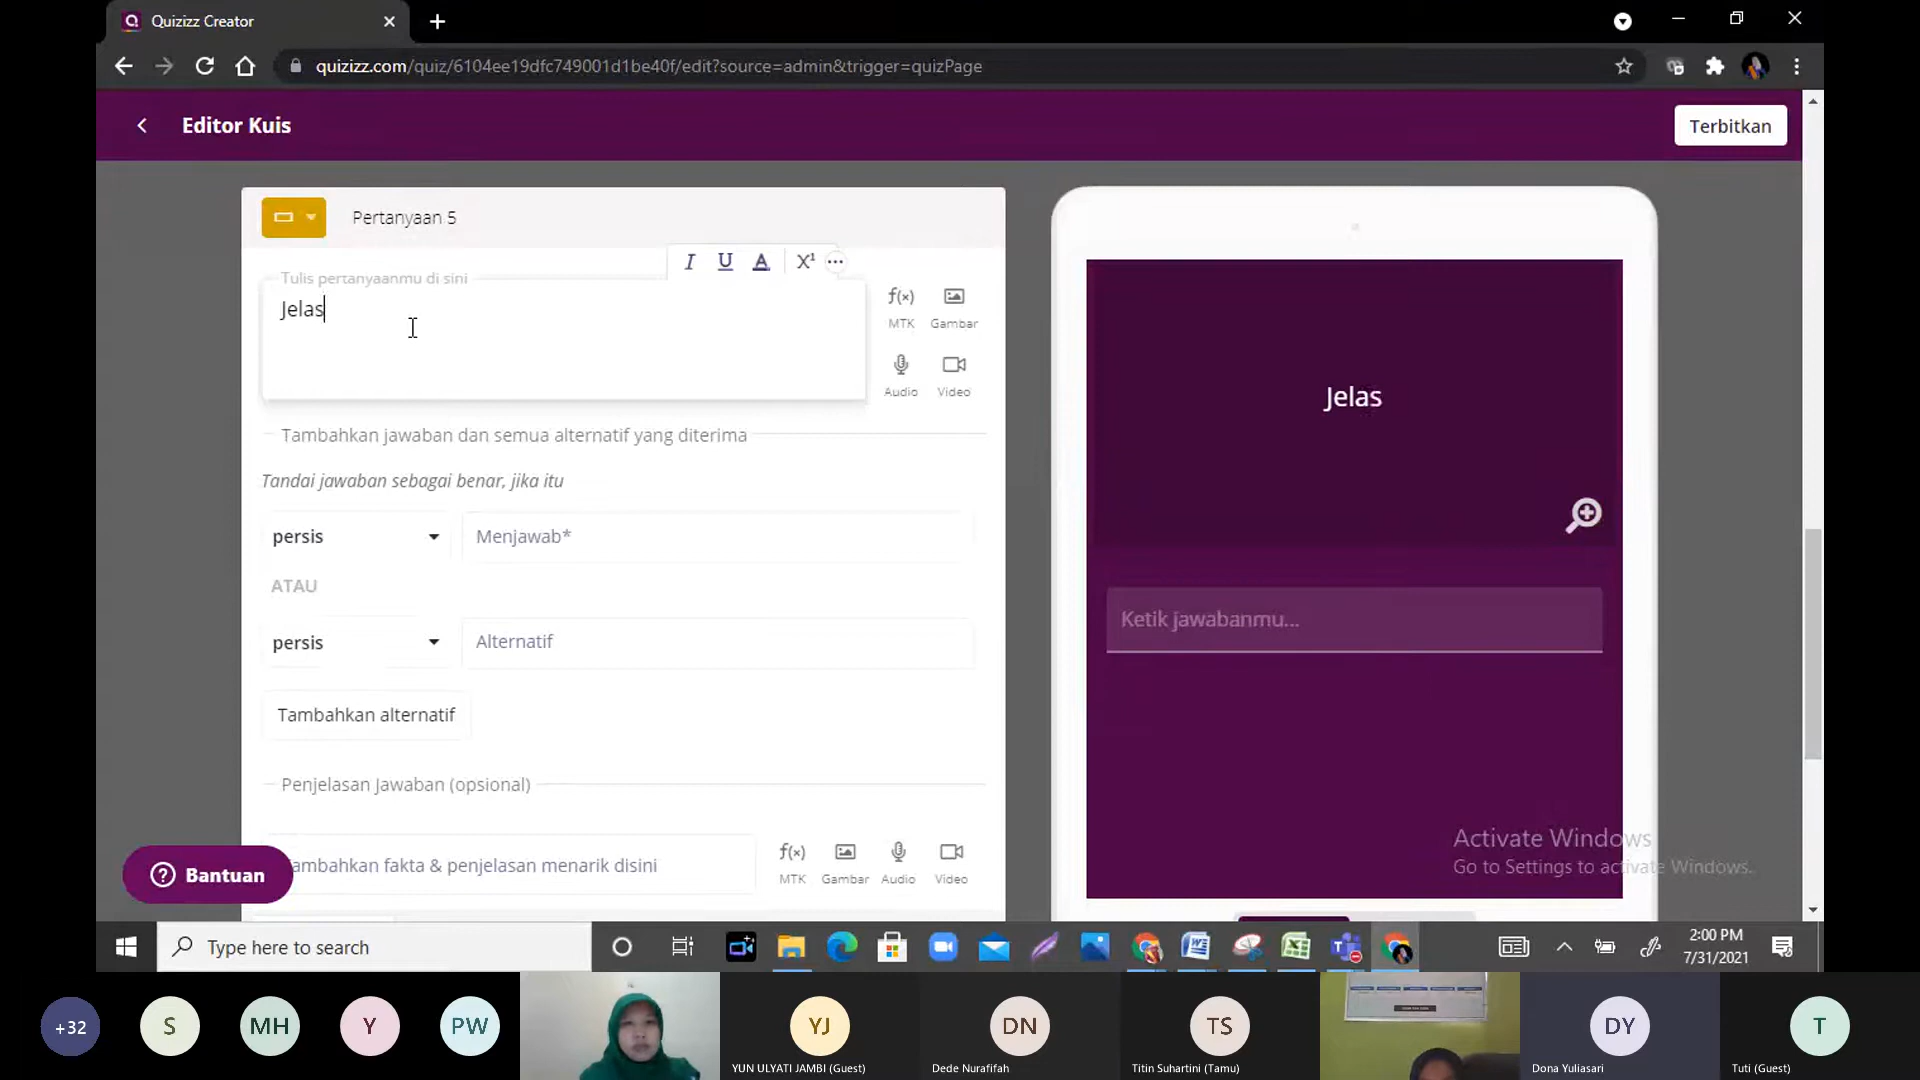 Quizizz Creator
quizizz.com/quiz/6104ee19dfc749001d1be40f/edit?source=admin&trigger=quizPage
Editor Kuis
Terbitkan
Pertanyaan 5
I U A X¹ ...
Tulis pertanyaanmu di sini
Jelas
f(x)
MTK
Gambar
Audio
Video
Tambahkan jawaban dan semua alternatif yang diterima
Tandai jawaban sebagai benar, jika itu
persis
Menjawab*
ATAU
persis
Alternatif
Tambahkan alternatif
Penjelasan Jawaban (opsional)
ambahkan fakta & penjelasan menarik disini
f(x)
MTK
Gambar
Audio
Video
Bantuan
Jelas
Ketik jawabanmu...
Activate Windows
Go to Settings to activate Windows.
Type here to search
2:00 PM
7/31/2021
+32
S
MH
Y
PW
YJ
YUN ULYATI JAMBI (Guest)
DN
Dede Nurafifah
TS
Titin Suhartini (Tamu)
DY
Dona Yuliasari
T
Tuti (Guest)